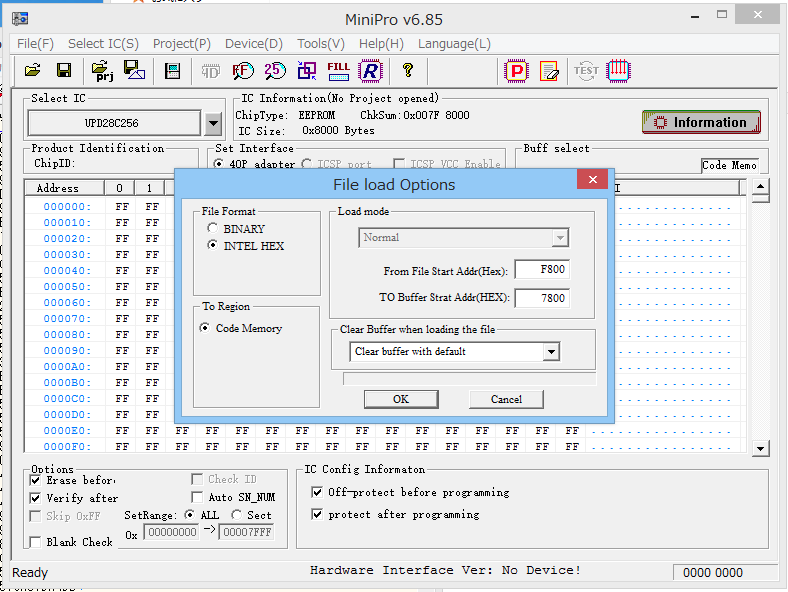 MiniPro v6.85
File(F) Select IC(S) Project(P) Device(D) Tools(V) Help(H) Language(L)
prj 4D FF 25 FILL R ? P TEST
Select IC
UPD28C256
IC Information(No Project opened)
ChipType: EEPROM ChkSum:0x007F 8000
IC Size: 0x8000 Bytes
Information
Product Identification
ChipID:
Set Interface
40P adapter ICSP port ICSP VCC Enable
Buff select
Code Memo
Address 0 1 I
000000: FF FF
000010: FF FF
000020: FF FF
000030: FF FF
000040: FF FF
000050: FF FF
000060: FF FF
000070: FF FF
000080: FF FF
000090: FF FF
0000A0: FF FF
0000B0: FF FF
0000C0: FF FF
0000D0: FF FF
0000E0: FF FF FF FF FF FF FF FF FF FF FF FF FF FF FF FF
0000F0: FF FF FF FF FF FF FF FF FF FF FF FF FF FF FF FF
File load Options
File Format
BINARY
INTEL HEX
To Region
Code Memory
Load mode
Normal
From File Start Addr(Hex): F800
TO Buffer Strat Addr(HEX): 7800
Clear Buffer when loading the file
Clear buffer with default
OK Cancel
Options
Erase befor
Verify after
Skip 0xFF
Blank Check
Check ID
Auto SN_NUM
SetRange: ALL Sect
0x 00000000 -> 00007FFF
IC Config Informaton
Off-protect before programming
protect after programming
Ready Hardware Interface Ver: No Device! 0000 0000